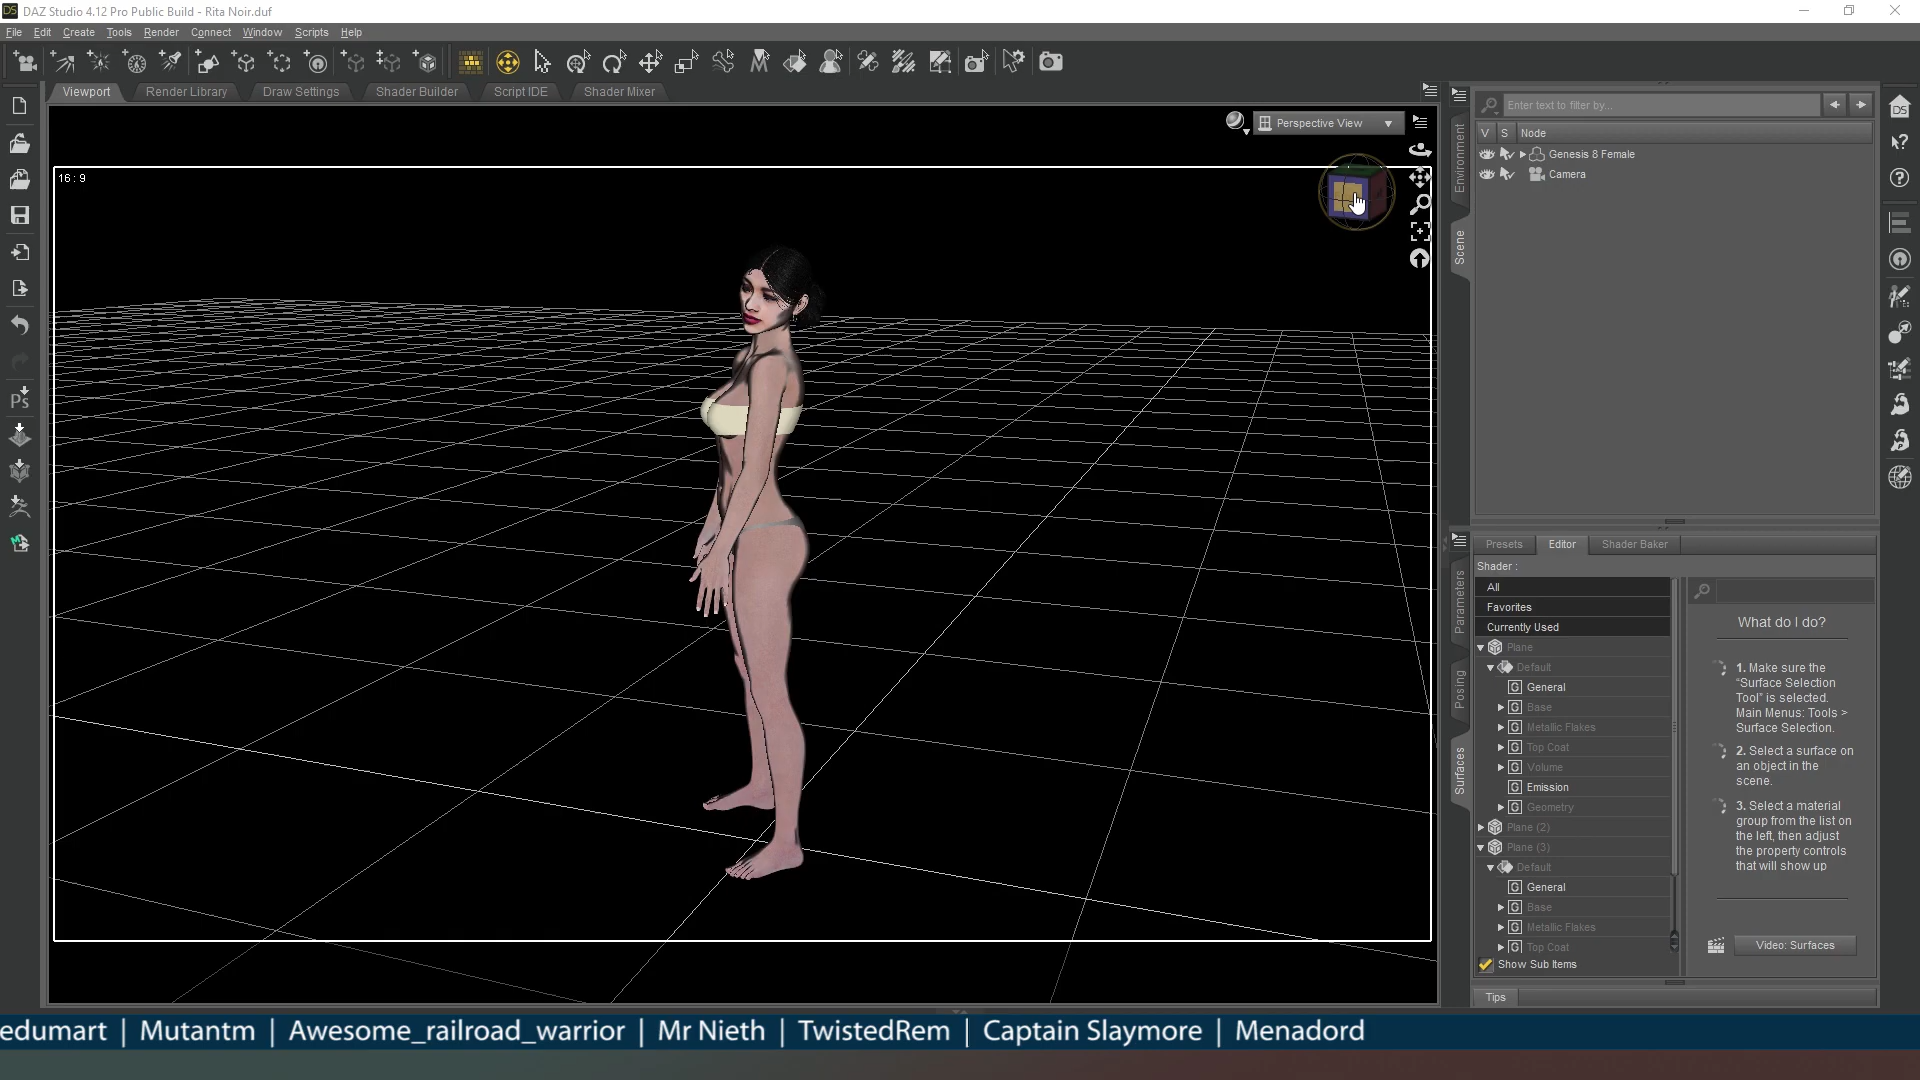 DAZ Studio 4.12 Pro Public Build - Rita Noir.duf
File Edit Create Tools Render Connect Window Scripts Help
Viewport Render Library Draw Settings Shader Builder Script IDE Shader Mixer
Perspective View
16 : 9
Environment
Scene
Enter text to filter by...
V S Node
Genesis 8 Female
Camera
DS
Ps
Parameters
Posing
Surfaces
Presets Editor Shader Baker
Shader :
All
Favorites
Currently Used
Plane
Default
G General
G Base
G Metallic Flakes
G Top Coat
G Volume
G Emission
G Geometry
Plane (2)
Plane (3)
Default
G General
G Base
G Metallic Flakes
G Top Coat
Show Sub Items
What do I do?
1. Make sure the
“Surface Selection
Tool” is selected.
Main Menus: Tools >
Surface Selection.
2. Select a surface on
an object in the
scene.
3. Select a material
group from the list on
the left, then adjust
the property controls
that will show up
Video: Surfaces
Tips
edumart | Mutantm | Awesome_railroad_warrior | Mr Nieth | TwistedRem | Captain Slaymore | Menadord